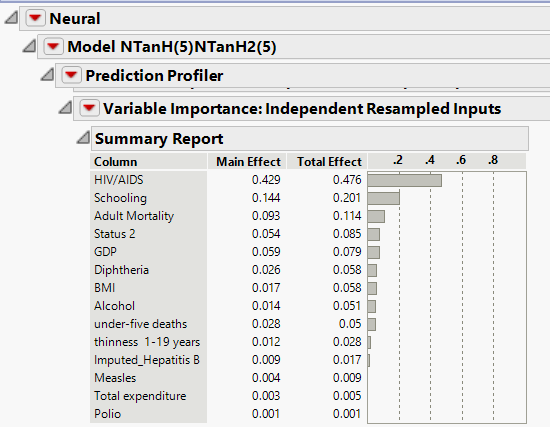 Neural
Model NTanH(5)NTanH2(5)
Prediction Profiler
Variable Importance: Independent Resampled Inputs
Summary Report
Column Main Effect Total Effect .2 .4 .6 .8
HIV/AIDS 0.429 0.476
Schooling 0.144 0.201
Adult Mortality 0.093 0.114
Status 2 0.054 0.085
GDP 0.059 0.079
Diphtheria 0.026 0.058
BMI 0.017 0.058
Alcohol 0.014 0.051
under-five deaths 0.028 0.05
thinness 1-19 years 0.012 0.028
Imputed_Hepatitis B 0.009 0.017
Measles 0.004 0.009
Total expenditure 0.003 0.005
Polio 0.001 0.001